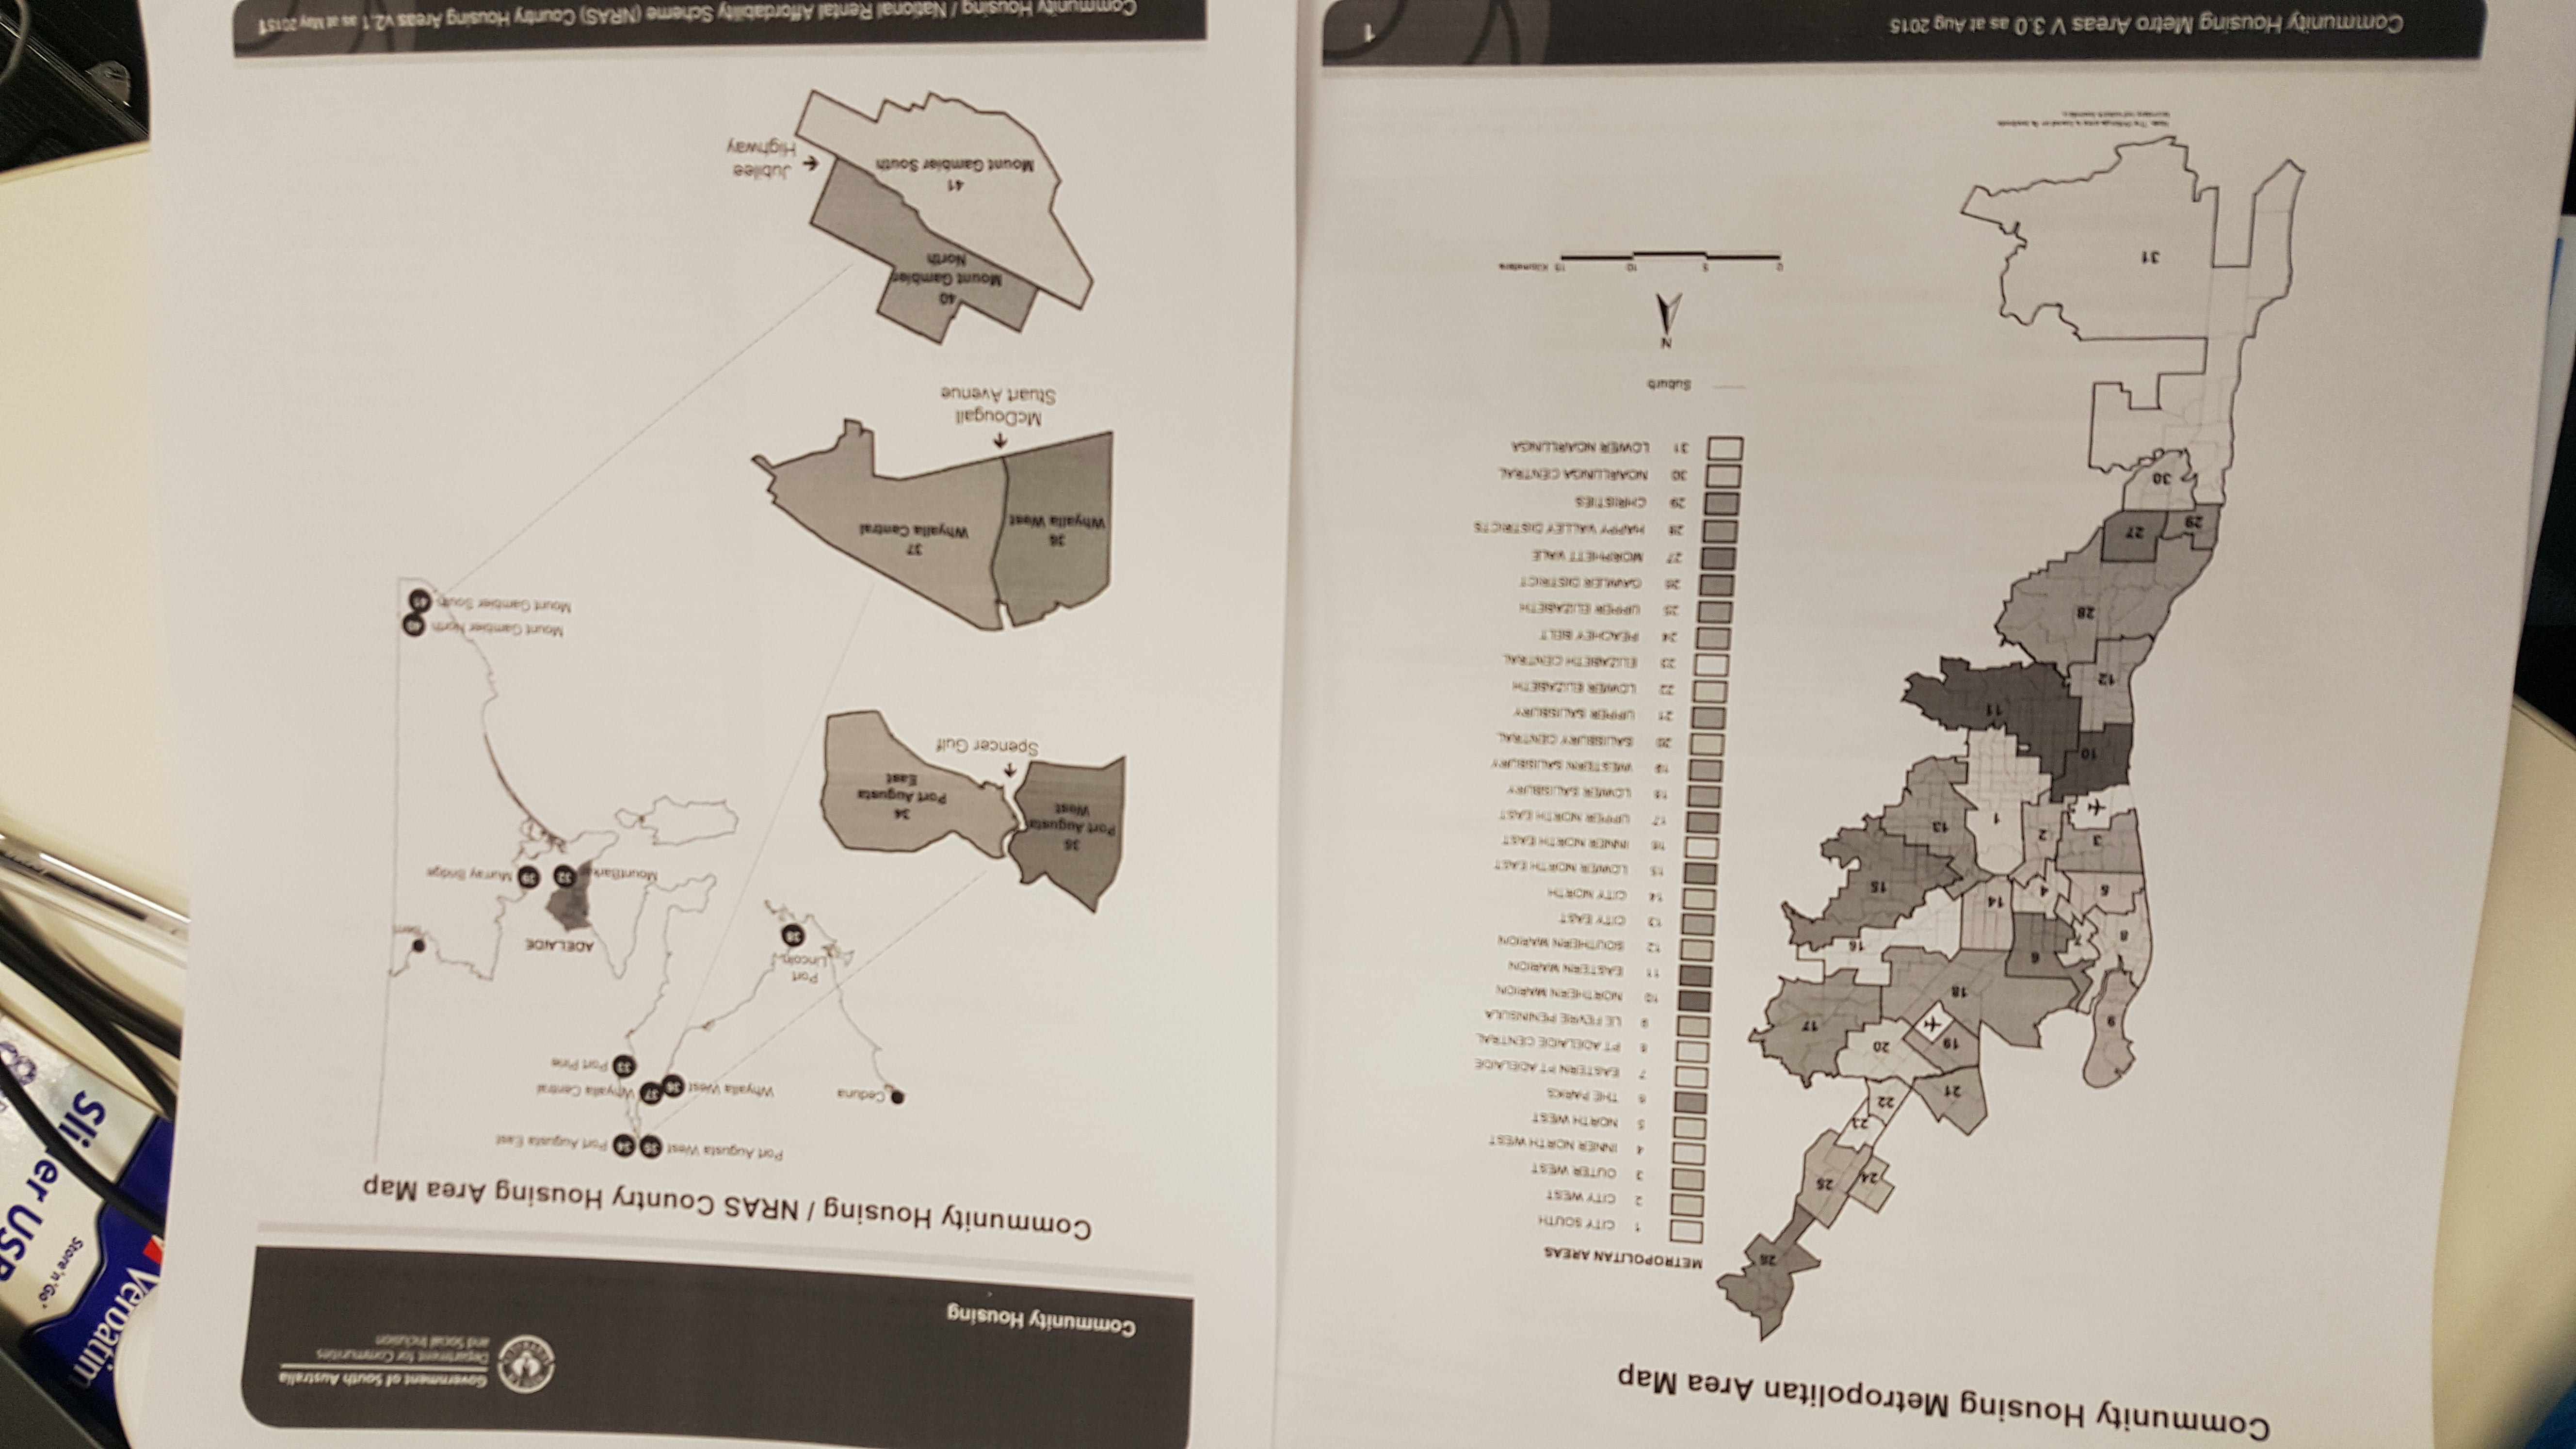 Community Housing Metropolitan Area Map
METROPOLITAN AREAS
1 CITY SOUTH
2 CITY WEST
3 OUTER WEST
4 INNER NORTH WEST
5 NORTH WEST
6 THE PARKS
7 EASTERN PT ADELAIDE
8 PT ADELAIDE CENTRAL
9 LE FEVRE PENINSULA
10 NORTHERN MARION
11 EASTERN MARION
12 SOUTHERN MARION
13 CITY EAST
14 CITY NORTH
15 LOWER NORTH EAST
16 INNER NORTH EAST
17 UPPER NORTH EAST
18 LOWER SALISBURY
19 WESTERN SALISBURY
20 SALISBURY CENTRAL
21 UPPER SALISBURY
22 LOWER ELIZABETH
23 ELIZABETH CENTRAL
24 PEACHEY BELT
25 UPPER ELIZABETH
26 GAWLER DISTRICT
27 MORPHETT VALE
28 HAPPY VALLEY DISTRICTS
29 CHRISTIES
30 NOARLUNGA CENTRAL
31 LOWER NOARLUNGA
Suburb
N
0 5 10 15 Kilometers
26
25
24
23
22
17
20
21
19
16
18
15
13
14
6
1
4
2
7
9
8
5
3
11
10
12
28
27
29
30
31
Community Housing Metro Areas V 3.0 as at Aug 2015
1
Community Housing
Government of South Australia
Department for Communities
and Social Inclusion
Community Housing / NRAS Country Housing Area Map
Port Augusta West 35 34 Port Augusta East
Ceduna
Whyalla West 36 37 Whyalla Central
33 Port Pirie
Port
Lincoln
38
ADELAIDE
32 39 Murray Bridge
Mount Gambier North 40
Mount Gambier South 41
35
Port Augusta
West
34
Port Augusta
East
Spencer Gulf
36
Whyalla West
37
Whyalla Central
McDougall
Stuart Avenue
40
Mount Gambier
North
41
Mount Gambier South
Jubilee
Highway
Community Housing / National Rental Affordability Scheme (NRAS) Country Housing Areas v2.1 as at May 2015 1
Verbatim
Store 'n' Go